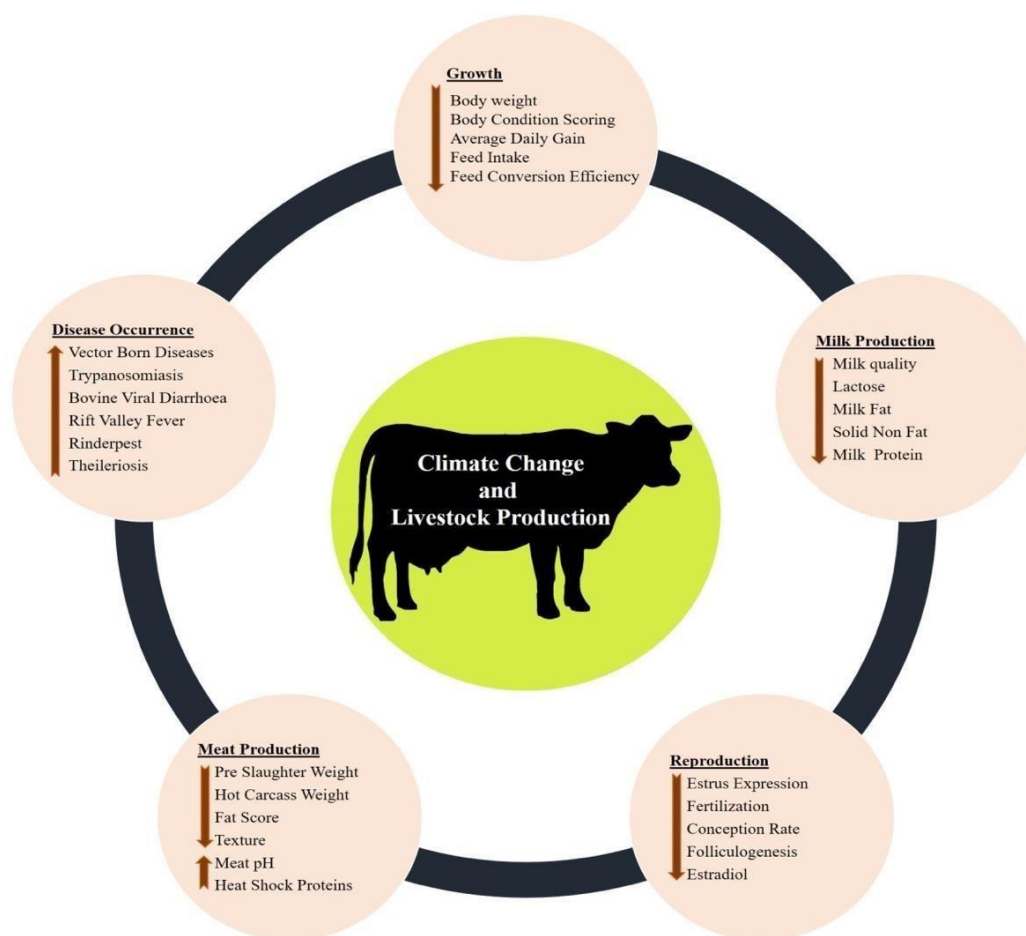 Growth
Body weight
Body Condition Scoring
Average Daily Gain
Feed Intake
Feed Conversion Efficiency
Disease Occurrence
Vector Born Diseases
Trypanosomiasis
Bovine Viral Diarrhoea
Rift Valley Fever
Rinderpest
Theileriosis
Milk Production
Milk quality
Lactose
Milk Fat
Solid Non Fat
Milk Protein
Climate Change
and
Livestock Production
Meat Production
Pre Slaughter Weight
Hot Carcass Weight
Fat Score
Texture
Meat pH
Heat Shock Proteins
Reproduction
Estrus Expression
Fertilization
Conception Rate
Folliculogenesis
Estradiol